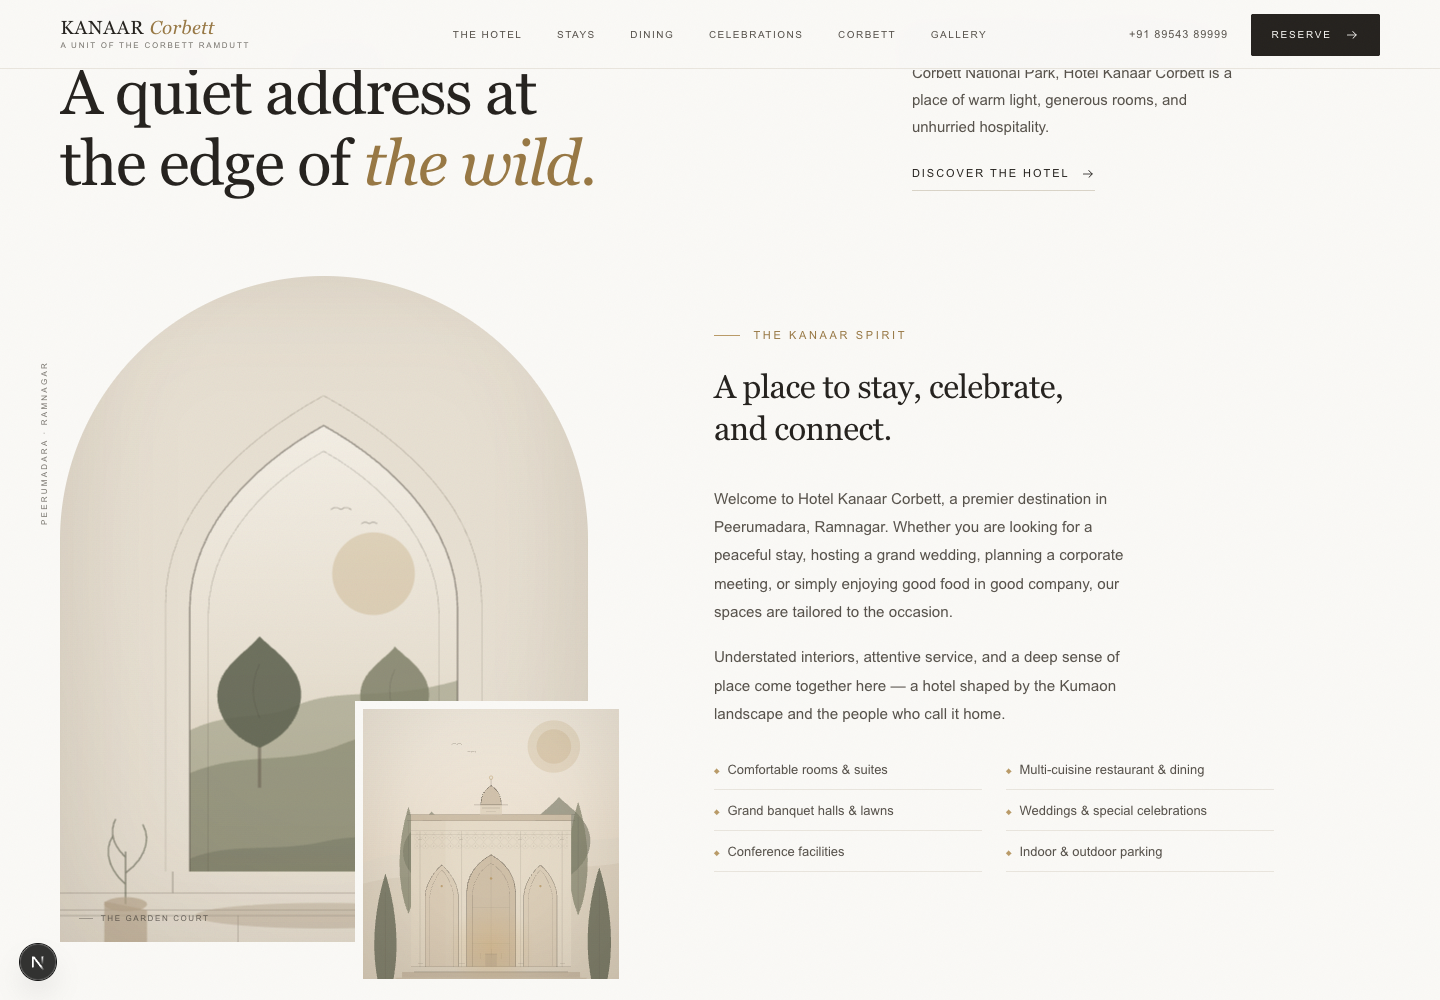 KANAAR Corbett
A UNIT OF THE CORBETT RAMDUTT
THE HOTEL
STAYS
DINING
CELEBRATIONS
CORBETT
GALLERY
+91 89543 89999
RESERVE
A quiet address at
the edge of the wild.
Corbett National Park, Hotel Kanaar Corbett is a
place of warm light, generous rooms, and
unhurried hospitality.
DISCOVER THE HOTEL
PEERUMADARA · RAMNAGAR
THE GARDEN COURT
THE KANAAR SPIRIT
A place to stay, celebrate,
and connect.
Welcome to Hotel Kanaar Corbett, a premier destination in
Peerumadara, Ramnagar. Whether you are looking for a
peaceful stay, hosting a grand wedding, planning a corporate
meeting, or simply enjoying good food in good company, our
spaces are tailored to the occasion.
Understated interiors, attentive service, and a deep sense of
place come together here — a hotel shaped by the Kumaon
landscape and the people who call it home.
Comfortable rooms & suites
Multi-cuisine restaurant & dining
Grand banquet halls & lawns
Weddings & special celebrations
Conference facilities
Indoor & outdoor parking
N